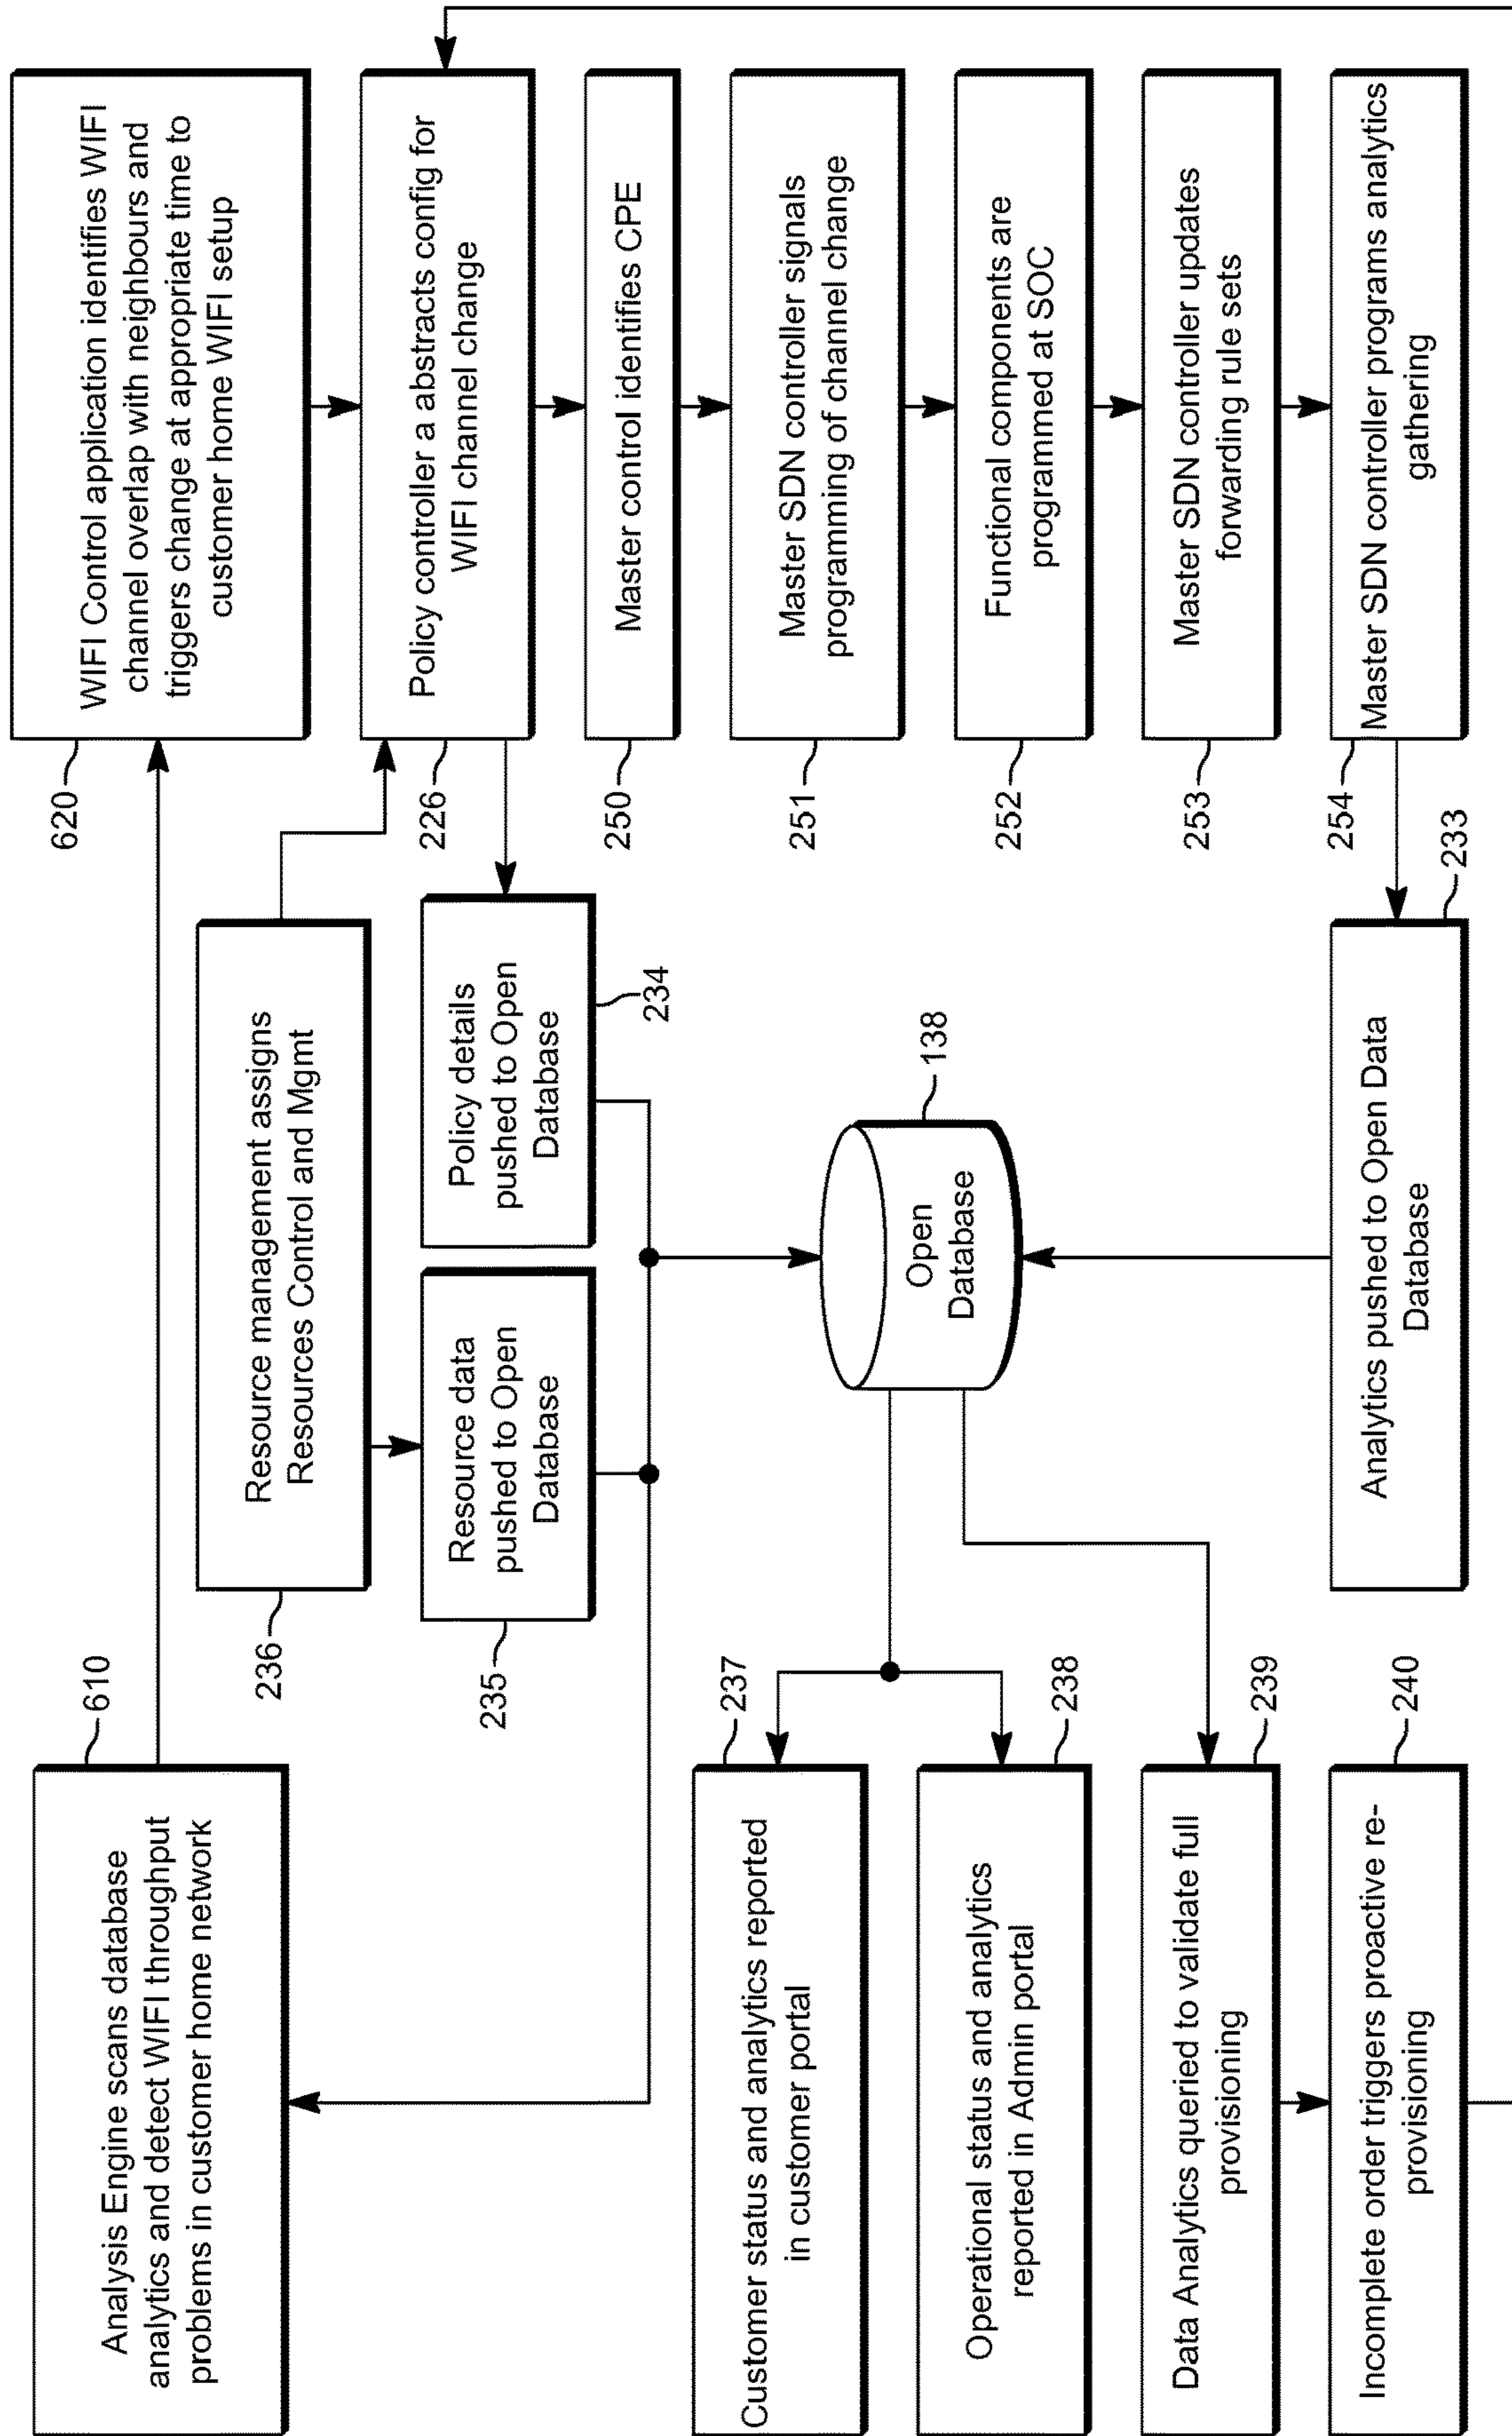 Analysis Engine scans database
analytics and detect WIFI throughput
problems in customer home network
610
WIFI Control application identifies WIFI
channel overlap with neighbours and
triggers change at appropriate time to
customer home WIFI setup
620
Resource management assigns
Resources Control and Mgmt
236
Policy controller a abstracts config for
WIFI channel change
226
Resource data
pushed to Open
Database
235
Policy details
pushed to Open
Database
234
Master control identifies CPE
250
Customer status and analytics reported
in customer portal
237
Master SDN controller signals
programming of channel change
251
Open
Database
138
Operational status and analytics
reported in Admin portal
238
Functional components are
programmed at SOC
252
Data Analytics queried to validate full
provisioning
239
Master SDN controller updates
forwarding rule sets
253
Incomplete order triggers proactive re-
provisioning
240
Analytics pushed to Open Data
Database
233
Master SDN controller programs analytics
gathering
254